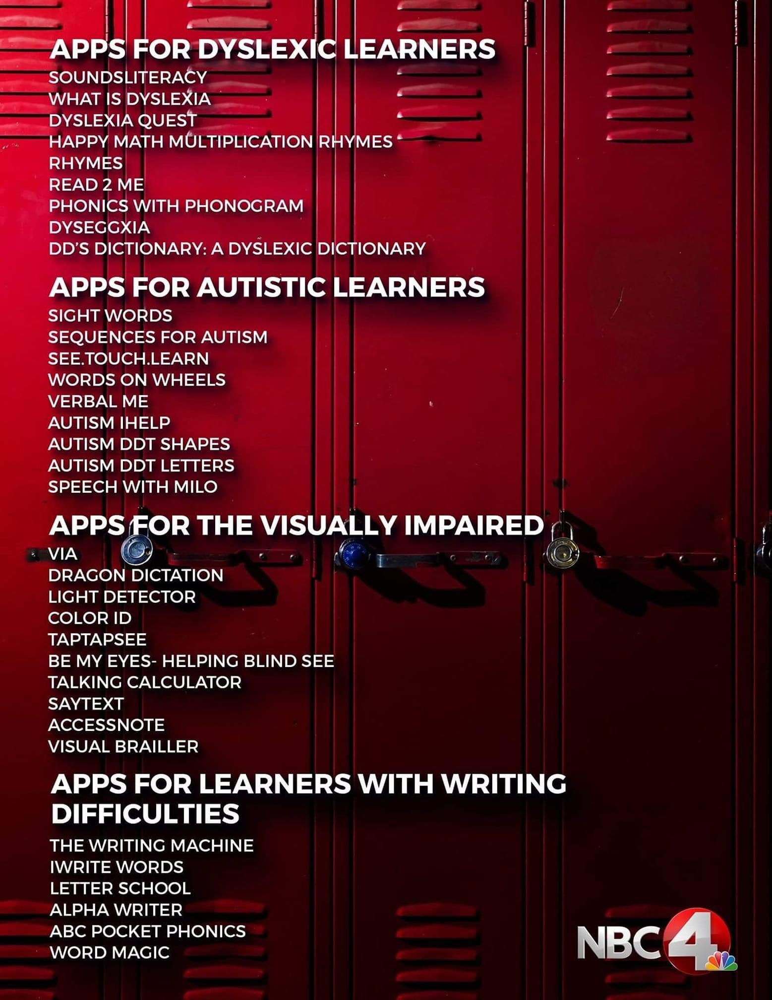 APPS FOR DYSLEXIC LEARNERS
SOUNDSLITERACY
WHAT IS DYSLEXIA
DYSLEXIA QUEST
HAPPY MATH MULTIPLICATION RHYMES
RHYMES
READ 2 ME
PHONICS WITH PHONOGRAM
DYSEGGXIA
DD'S DICTIONARY: A DYSLEXIC DICTIONARY
APPS FOR AUTISTIC LEARNERS
SIGHT WORDS
SEQUENCES FOR AUTISM
SEE.TOUCH.LEARN
WORDS ON WHEELS
VERBAL ME
AUTISM IHELP
AUTISM DDT SHAPES
AUTISM DDT LETTERS
SPEECH WITH MILO
APPS FOR THE VISUALLY IMPAIRED
VIA
DRAGON DICTATION
LIGHT DETECTOR
COLOR ID
TAPTAPSEE
BE MY EYES- HELPING BLIND SEE
TALKING CALCULATOR
SAYTEXT
ACCESSNOTE
VISUAL BRAILLER
APPS FOR LEARNERS WITH WRITING
DIFFICULTIES
THE WRITING MACHINE
IWRITE WORDS
LETTER SCHOOL
ALPHA WRITER
ABC POCKET PHONICS
WORD MAGIC
NBC4